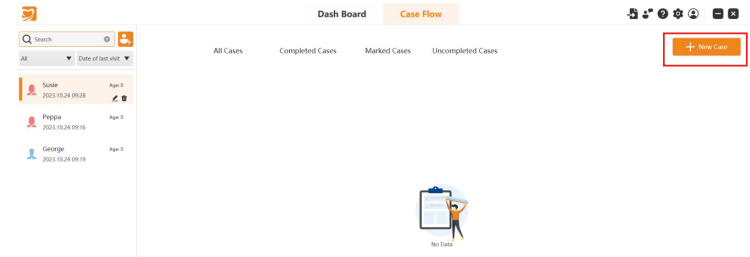 Dash Board Case Flow
Search
All Date of last visit
All Cases Completed Cases Marked Cases Uncompleted Cases
New Case
Susie Age: 0
2023.10.24 09:28
Peppa Age: 0
2023.10.24 09:16
George Age: 0
2023.10.24 09:19
No Data